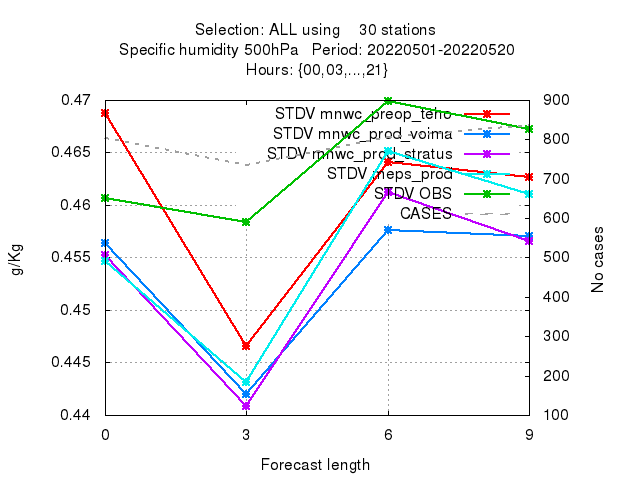 Selection: ALL using 30 stations
Specific humidity 500hPa Period: 20220501-20220520
Hours: {00,03,...,21}
0.47
0.465
0.46
0.455
0.45
0.445
0.44
g/Kg
STDV mnwc_preop_teho
STDV mnwc_prod_voima
STDV mnwc_prod_stratus
STDV meps_prod
STDV OBS
CASES
900
800
700
600
500
400
300
200
100
No cases
0 3 6 9
Forecast length